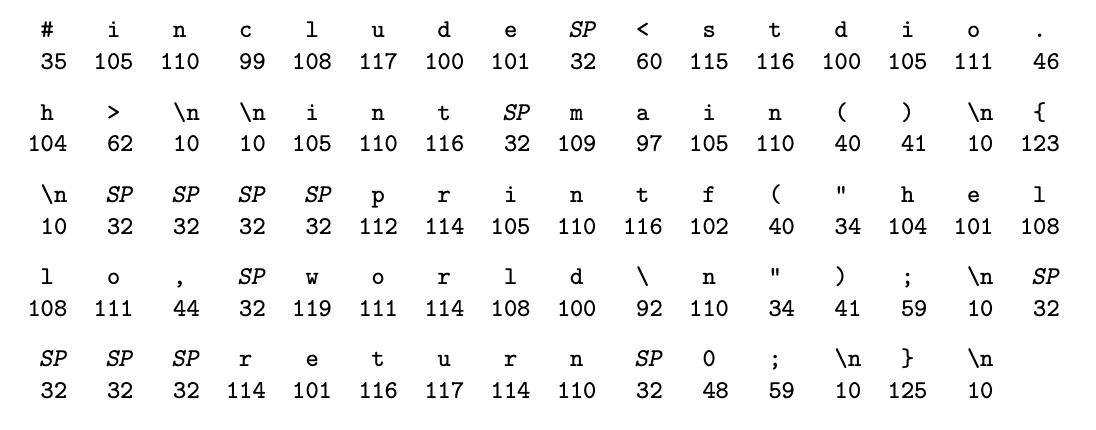 # i n c l u d e SP < s t d i o .
35 105 110 99 108 117 100 101 32 60 115 116 100 105 111 46
h > \n \n i n t SP m a i n ( ) \n {
104 62 10 10 105 110 116 32 109 97 105 110 40 41 10 123
\n SP SP SP SP p r i n t f ( " h e l
10 32 32 32 32 112 114 105 110 116 102 40 34 104 101 108
l o , SP w o r l d \ n " ) ; \n SP
108 111 44 32 119 111 114 108 100 92 110 34 41 59 10 32
SP SP SP r e t u r n SP 0 ; \n } \n
32 32 32 114 101 116 117 114 110 32 48 59 10 125 10